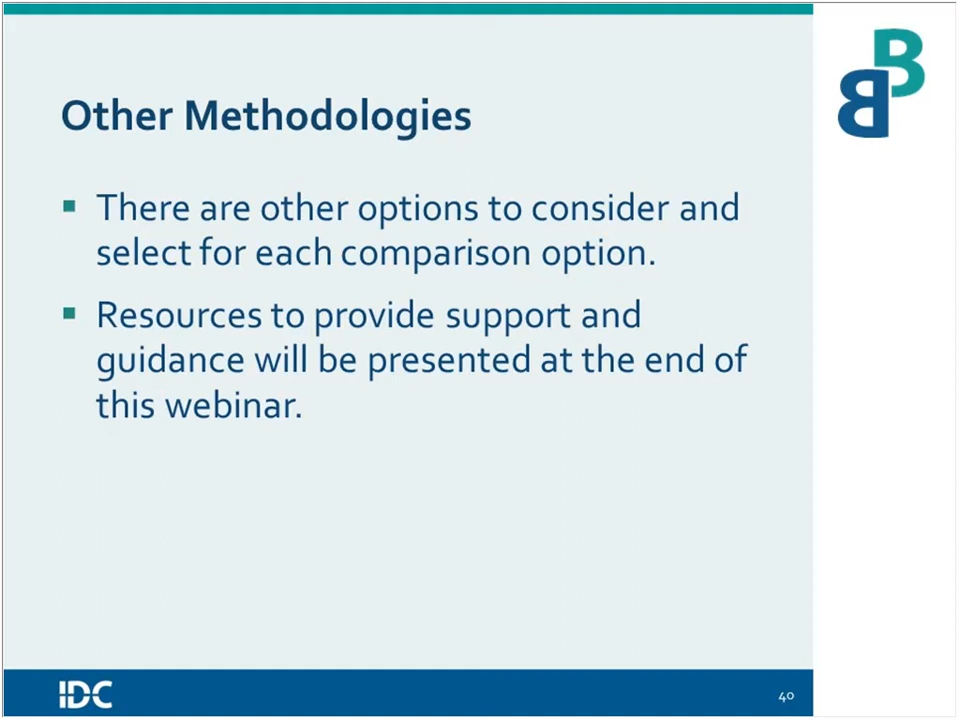 B
B
Other Methodologies
▪ There are other options to consider and
select for each comparison option.
▪ Resources to provide support and
guidance will be presented at the end of
this webinar.
IDC
40